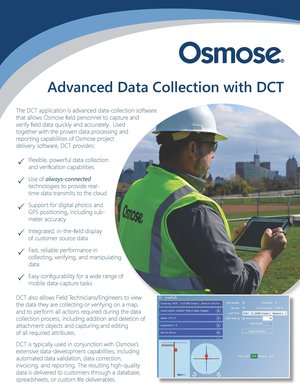 Osmose®
Advanced Data Collection with DCT
The DCT application is advanced data-collection software
that allows Osmose field personnel to capture and
verify field data quickly and accurately. Used
together with the proven data processing and
reporting capabilities of Osmose project
delivery software, DCT provides:
Flexible, powerful data collection
and verification capabilities
Use of always-connected
technologies to provide real-
time data transmits to the cloud
Support for digital photos and
GPS positioning, including sub-
meter accuracy
Integrated, in-the-field display
of customer source data
Fast, reliable performance in
collecting, verifying, and manipulating
data
Easy configurability for a wide range of
mobile data-capture tasks
DCT also allows Field Technicians/Engineers to view
the data they are collecting or verifying on a map,
and to perform all actions required during the data
collection process, including addition and deletion of
attachment objects and capturing and editing
of all required attributes.
DCT is typically used in conjunction with Osmose's
extensive data-development capabilities, including
automated data validation, data correction,
invoicing, and reporting. The resulting high-quality
data is delivered to customers through a database,
spreadsheets, or custom file deliverables.
Osmose